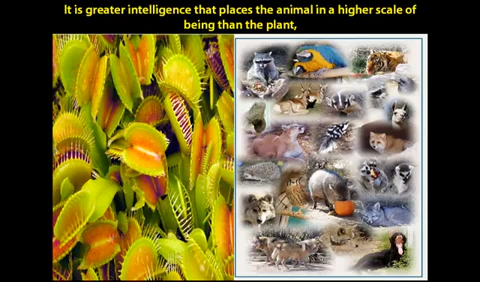 It is greater intelligence that places the animal in a higher scale of
being than the plant,